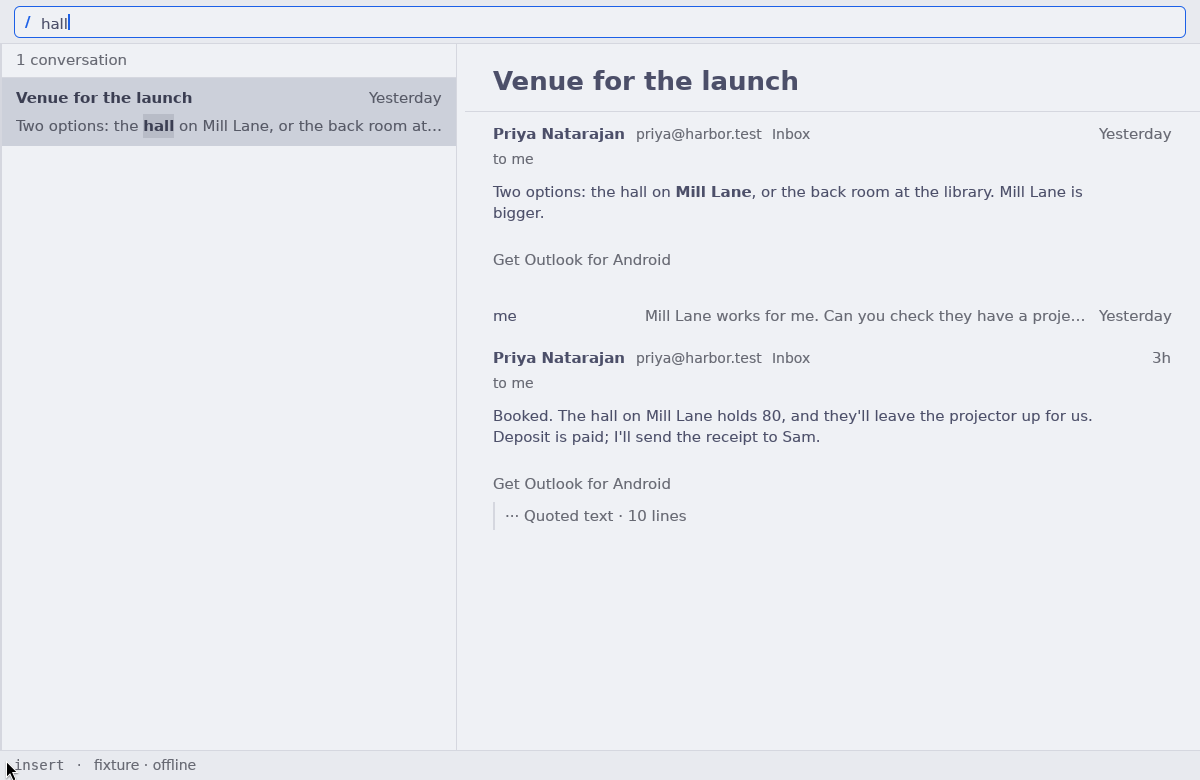 / hall
1 conversation
Venue for the launch Yesterday
Two options: the hall on Mill Lane, or the back room at…
Venue for the launch
Priya Natarajan priya@harbor.test Inbox Yesterday
to me
Two options: the hall on Mill Lane, or the back room at the library. Mill Lane is
bigger.
Get Outlook for Android
me Mill Lane works for me. Can you check they have a proje… Yesterday
Priya Natarajan priya@harbor.test Inbox 3h
to me
Booked. The hall on Mill Lane holds 80, and they'll leave the projector up for us.
Deposit is paid; I'll send the receipt to Sam.
Get Outlook for Android
··· Quoted text · 10 lines
insert · fixture · offline